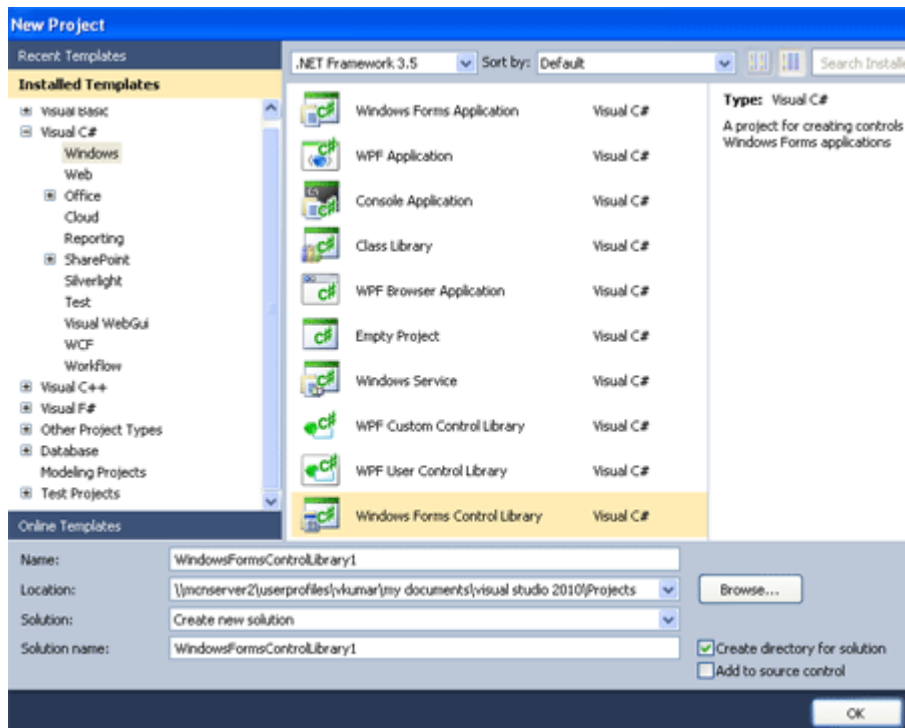 New Project
Recent Templates
Installed Templates
Visual Basic
Visual C#
Windows
Web
Office
Cloud
Reporting
SharePoint
Silverlight
Test
Visual WebGui
WCF
Workflow
Visual C++
Visual F#
Other Project Types
Database
Modeling Projects
Test Projects
Online Templates
.NET Framework 3.5 Sort by: Default Search Installe
Windows Forms Application Visual C#
WPF Application Visual C#
Console Application Visual C#
Class Library Visual C#
WPF Browser Application Visual C#
Empty Project Visual C#
Windows Service Visual C#
WPF Custom Control Library Visual C#
WPF User Control Library Visual C#
Windows Forms Control Library Visual C#
Type: Visual C#
A project for creating controls
Windows Forms applications
Name: WindowsFormsControlLibrary1
Location: \\mcnserver2\userprofiles\vkumar\my documents\visual studio 2010\Projects Browse...
Solution: Create new solution
Solution name: WindowsFormsControlLibrary1
Create directory for solution
Add to source control
OK